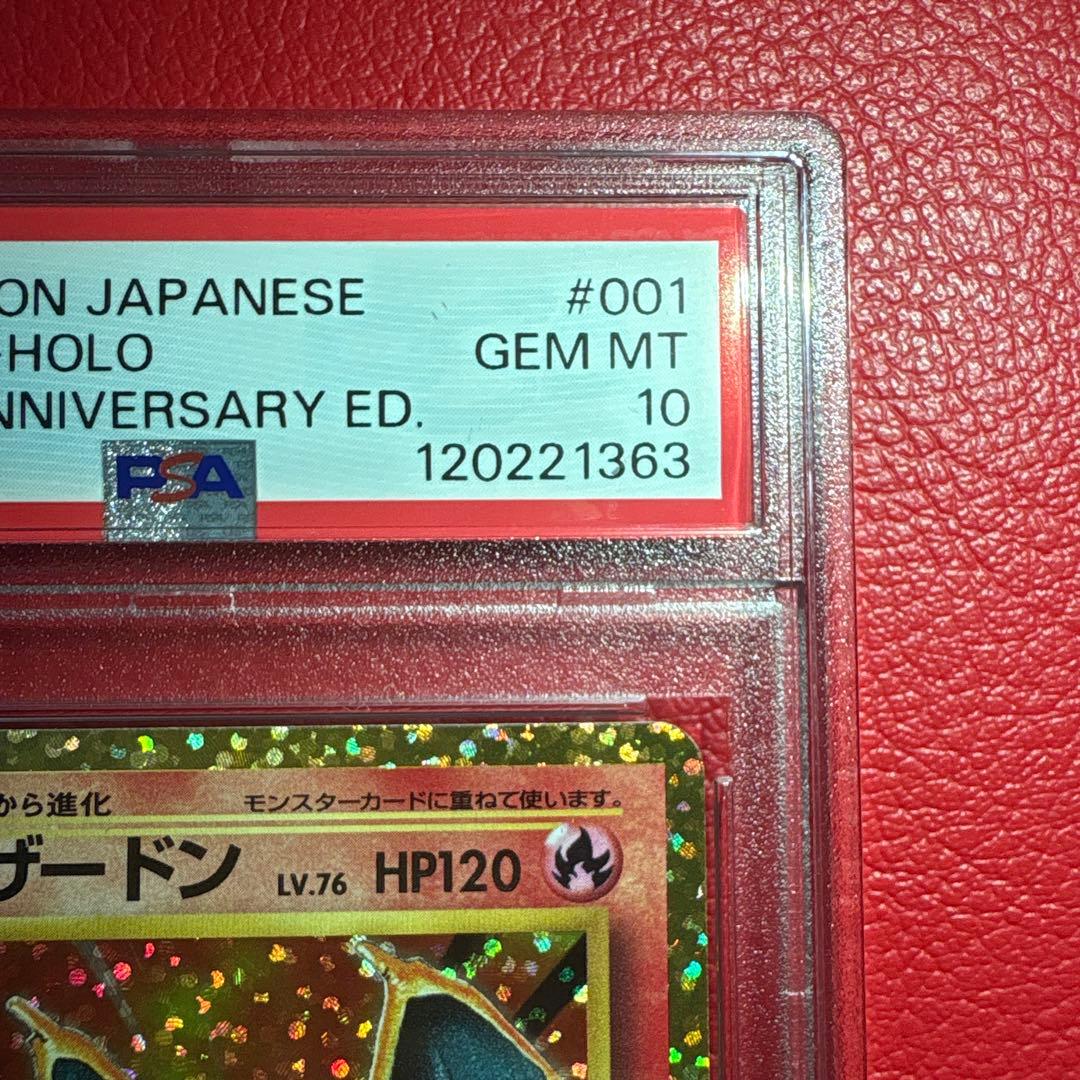 ON JAPANESE #001
-HOLO GEM MT
NNIVERSARY ED. 10
120221363
PSA
から進化
モンスターカードに重ねて使います。
ザードン LV.76 HP120